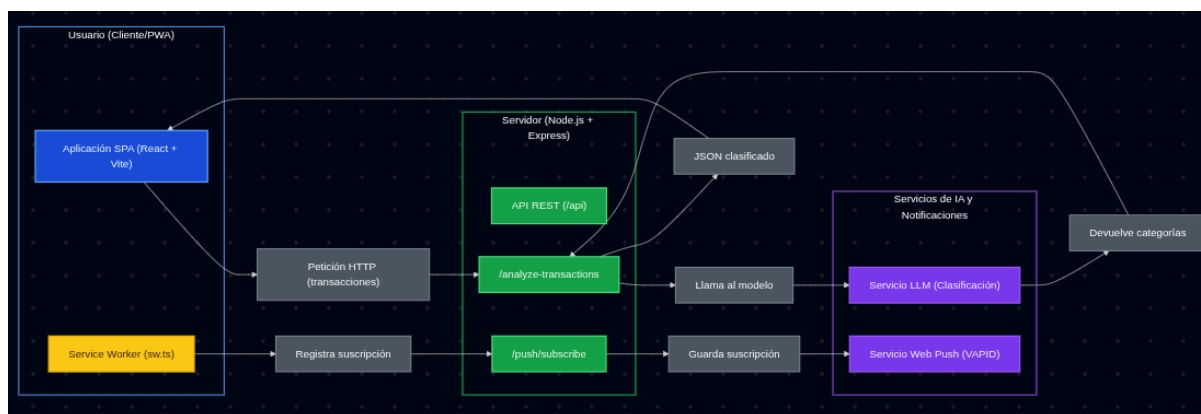 Usuario (Cliente/PWA)
Aplicación SPA (React +
Vite)
Service Worker (sw.ts)
Petición HTTP
(transacciones)
Registra suscripción
Servidor (Node.js +
Express)
API REST (/api)
/analyze-transactions
/push/subscribe
JSON clasificado
Llama al modelo
Guarda suscripción
Servicios de IA y
Notificaciones
Servicio LLM (Clasificación)
Servicio Web Push (VAPID)
Devuelve categorías